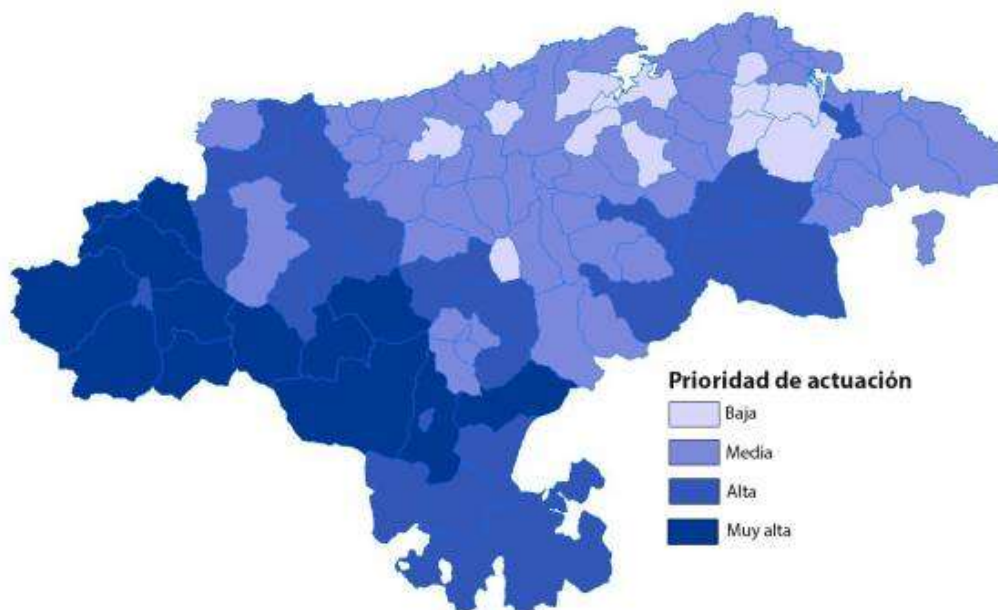 Prioridad de actuación
Baja
Media
Alta
Muy alta